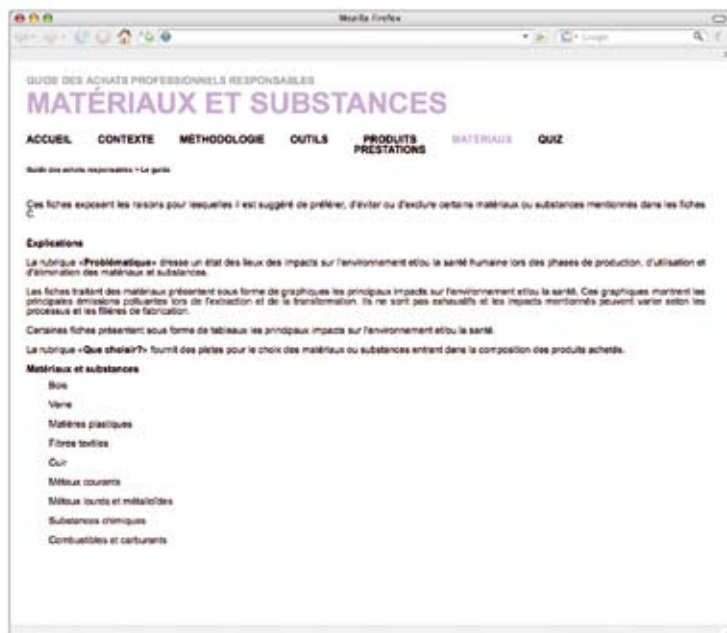 Mozilla Firefox
Google
GUIDE DES ACHATS PROFESSIONNELS RESPONSABLES
MATÉRIAUX ET SUBSTANCES
ACCUEIL CONTEXTE MÉTHODOLOGIE OUTILS PRODUITS PRESTATIONS MATÉRIAUX QUIZ
Guide des achats responsables > Le guide
Ces fiches exposent les raisons pour lesquelles il est suggéré de préférer, d'éviter ou d'exclure certains matériaux ou substances mentionnés dans les fiches
C.
Explications
La rubrique «Problématique» dresse un état des lieux des impacts sur l'environnement et/ou la santé humaine lors des phases de production, d'utilisation et
d'élimination des matériaux et substances.
Les fiches traitant des matériaux présentent sous forme de graphiques les principaux impacts sur l'environnement et/ou la santé. Ces graphiques montrent les
principales émissions polluantes lors de l'extraction et de la transformation. Ils ne sont pas exhaustifs et les impacts mentionnés peuvent varier selon les
processus et les filières de fabrication.
Certaines fiches présentent sous forme de tableaux les principaux impacts sur l'environnement et/ou la santé.
La rubrique «Que choisir?» fournit des pistes pour le choix des matériaux ou substances entrant dans la composition des produits achetés.
Matériaux et substances
Bois
Verre
Matières plastiques
Fibres textiles
Cuir
Métaux courants
Métaux lourds et métalloïdes
Substances chimiques
Combustibles et carburants